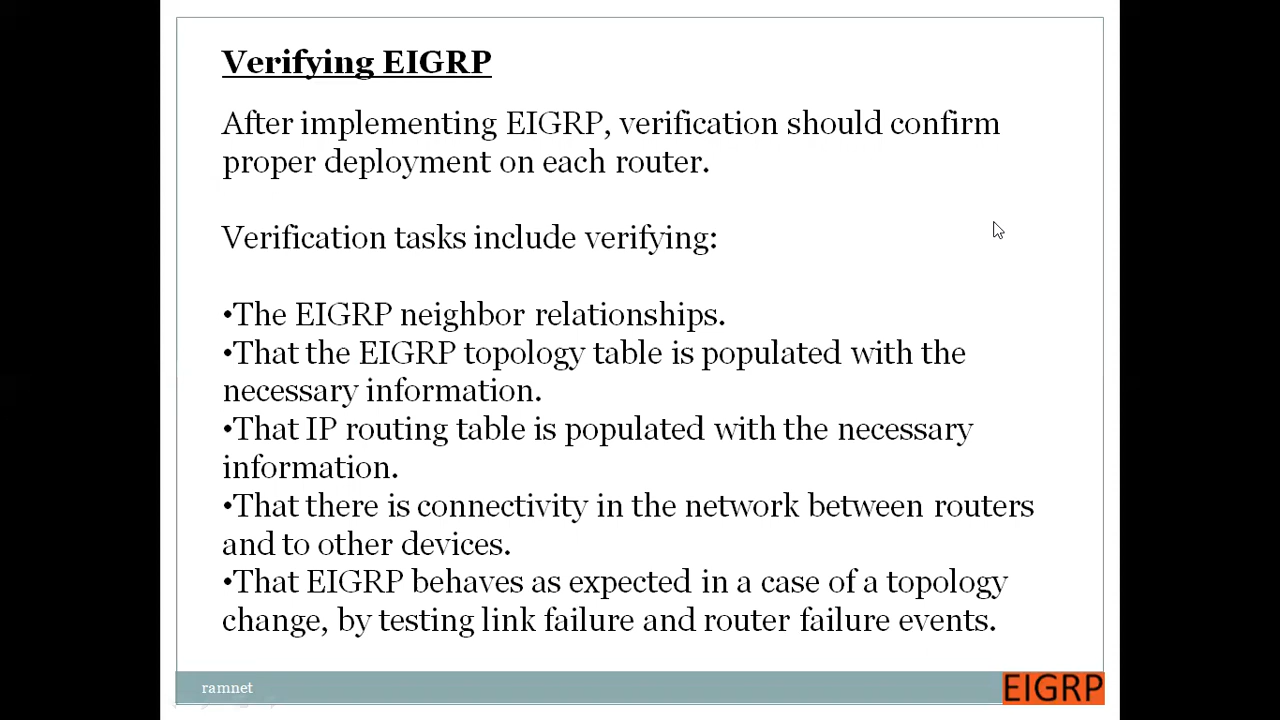 Verifying EIGRP
After implementing EIGRP, verification should confirm
proper deployment on each router.
Verification tasks include verifying:
•The EIGRP neighbor relationships.
•That the EIGRP topology table is populated with the
necessary information.
•That IP routing table is populated with the necessary
information.
•That there is connectivity in the network between routers
and to other devices.
•That EIGRP behaves as expected in a case of a topology
change, by testing link failure and router failure events.
ramnet
EIGRP